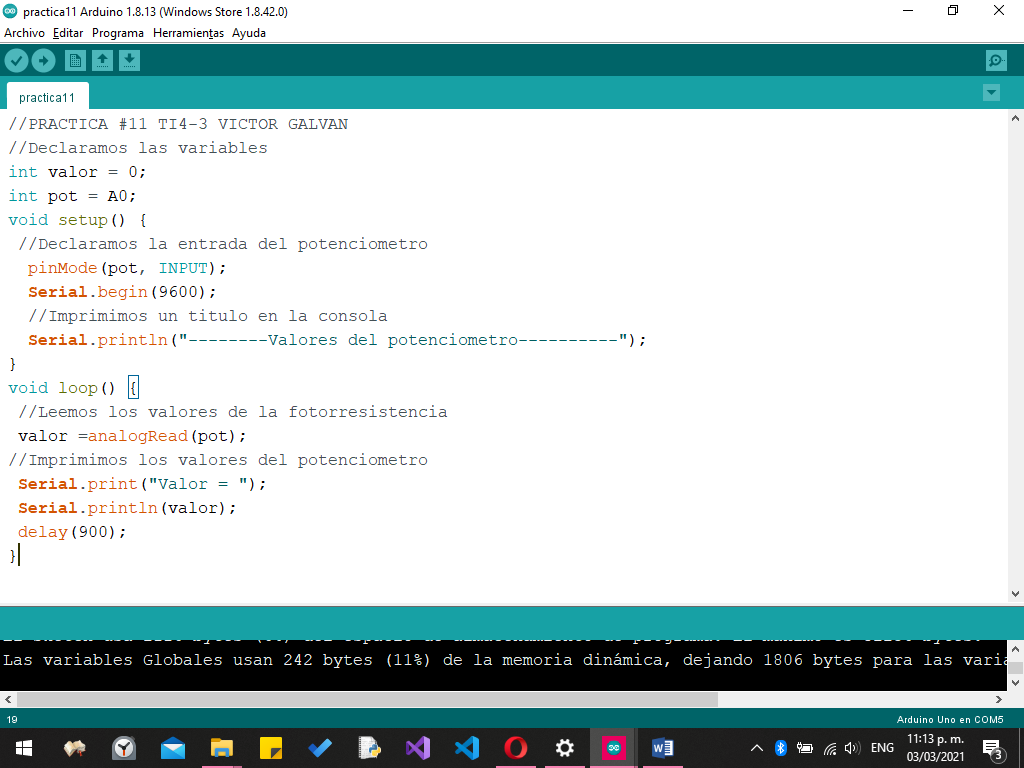 practica11 Arduino 1.8.13 (Windows Store 1.8.42.0)
Archivo Editar Programa Herramientas Ayuda
practica11
//PRACTICA #11 TI4-3 VICTOR GALVAN
//Declaramos las variables
int valor = 0;
int pot = A0;
void setup() {
//Declaramos la entrada del potenciometro
pinMode(pot, INPUT);
Serial.begin(9600);
//Imprimimos un titulo en la consola
Serial.println("--------Valores del potenciometro----------");
}
void loop() {
//Leemos los valores de la fotorresistencia
valor =analogRead(pot);
//Imprimimos los valores del potenciometro
Serial.print("Valor = ");
Serial.println(valor);
delay(900);
}
Las variables Globales usan 242 bytes (11%) de la memoria dinámica, dejando 1806 bytes para las varia
19
Arduino Uno en COM5
ENG
11:13 p. m.
03/03/2021
3